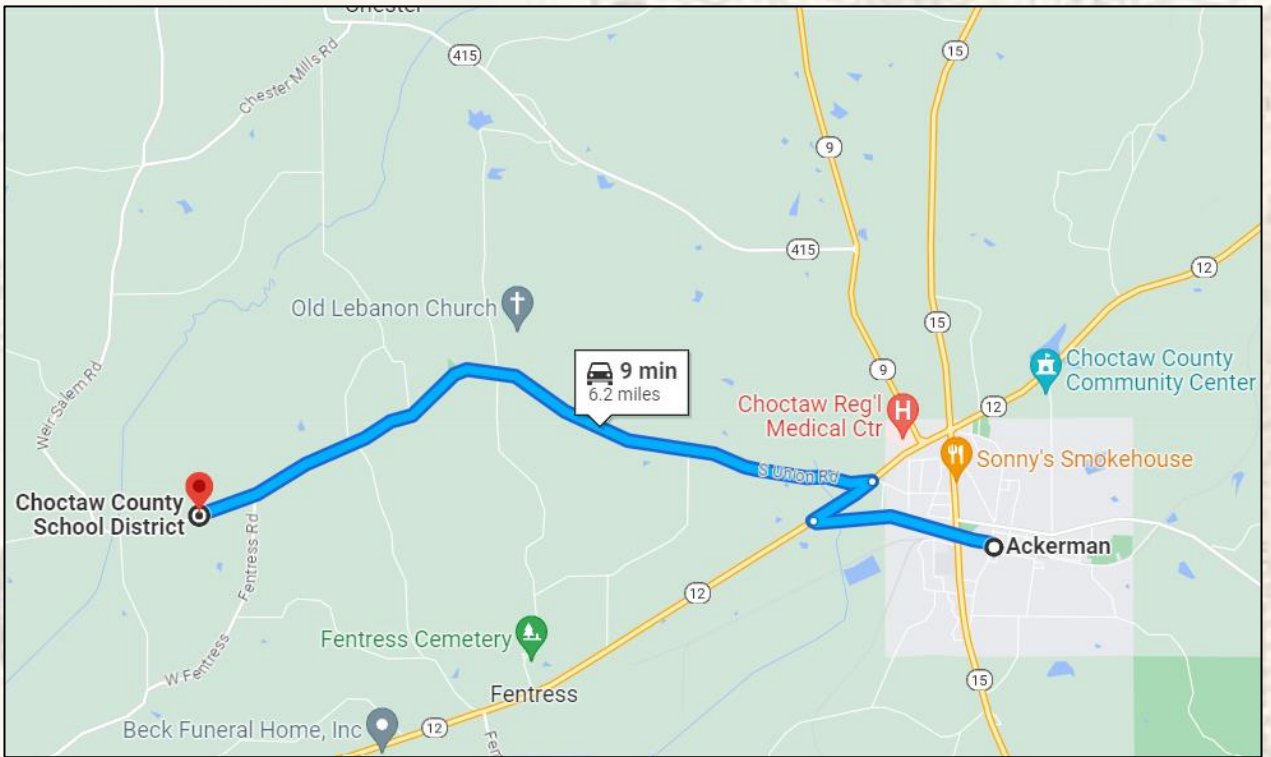 Chester
415
15
Chester Mills Rd
9
415
12
Old Lebanon Church
15
9 min
6.2 miles
9
Choctaw County
Community Center
Weir-Salem Rd
Choctaw Reg'l
Medical Ctr
12
Sonny's Smokehouse
S Union Rd
Choctaw County
School District
Ackerman
Fentress Rd
12
Fentress Cemetery
W Fentress
15
Fentress
Beck Funeral Home, Inc
12
Fen